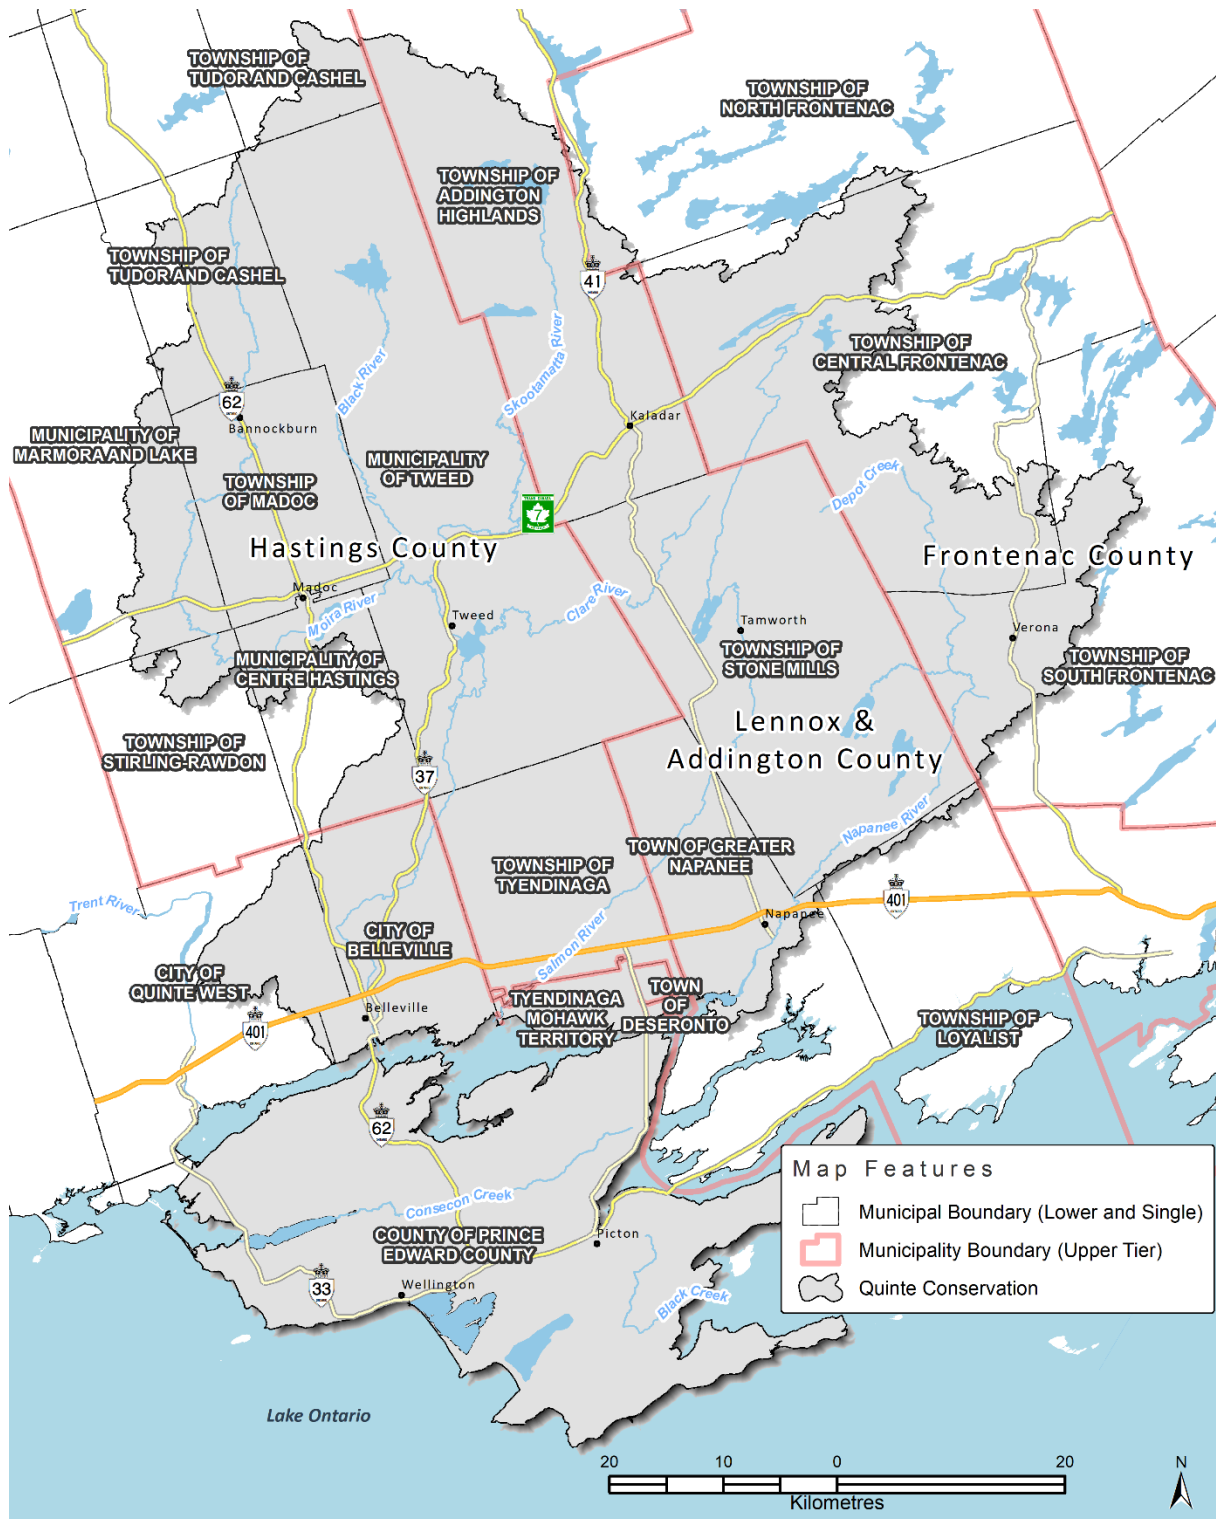 TOWNSHIP OF
TUDOR AND CASHEL
TOWNSHIP OF
NORTH FRONTENAC
TOWNSHIP OF
ADDINGTON
HIGHLANDS
TOWNSHIP OF
TUDOR AND CASHEL
41
Skootamatta River
Black River
TOWNSHIP OF
CENTRAL FRONTENAC
62
Bannockburn
Kaladar
MUNICIPALITY OF
MARMORA AND LAKE
MUNICIPALITY
OF TWEED
TOWNSHIP
OF MADOC
Depot Creek
7
Hastings County
Frontenac County
Madoc
Moira River
Clare River
Tweed
Tamworth
Verona
TOWNSHIP OF
STONE MILLS
MUNICIPALITY OF
CENTRE HASTINGS
TOWNSHIP OF
SOUTH FRONTENAC
Lennox &
Addington County
TOWNSHIP OF
STIRLING-RAWDON
37
Napanee River
TOWN OF GREATER
NAPANEE
TOWNSHIP OF
TYENDINAGA
401
Trent River
Napanee
CITY OF
BELLEVILLE
Salmon River
CITY OF
QUINTE WEST
TYENDINAGA
MOHAWK
TERRITORY
TOWN
OF
DESERONTO
Belleville
401
TOWNSHIP OF
LOYALIST
62
Map Features
Municipal Boundary (Lower and Single)
Municipality Boundary (Upper Tier)
Quinte Conservation
Consecon Creek
COUNTY OF PRINCE
EDWARD COUNTY
Picton
33
Wellington
Black Creek
Lake Ontario
20 10 0 20
Kilometres
N